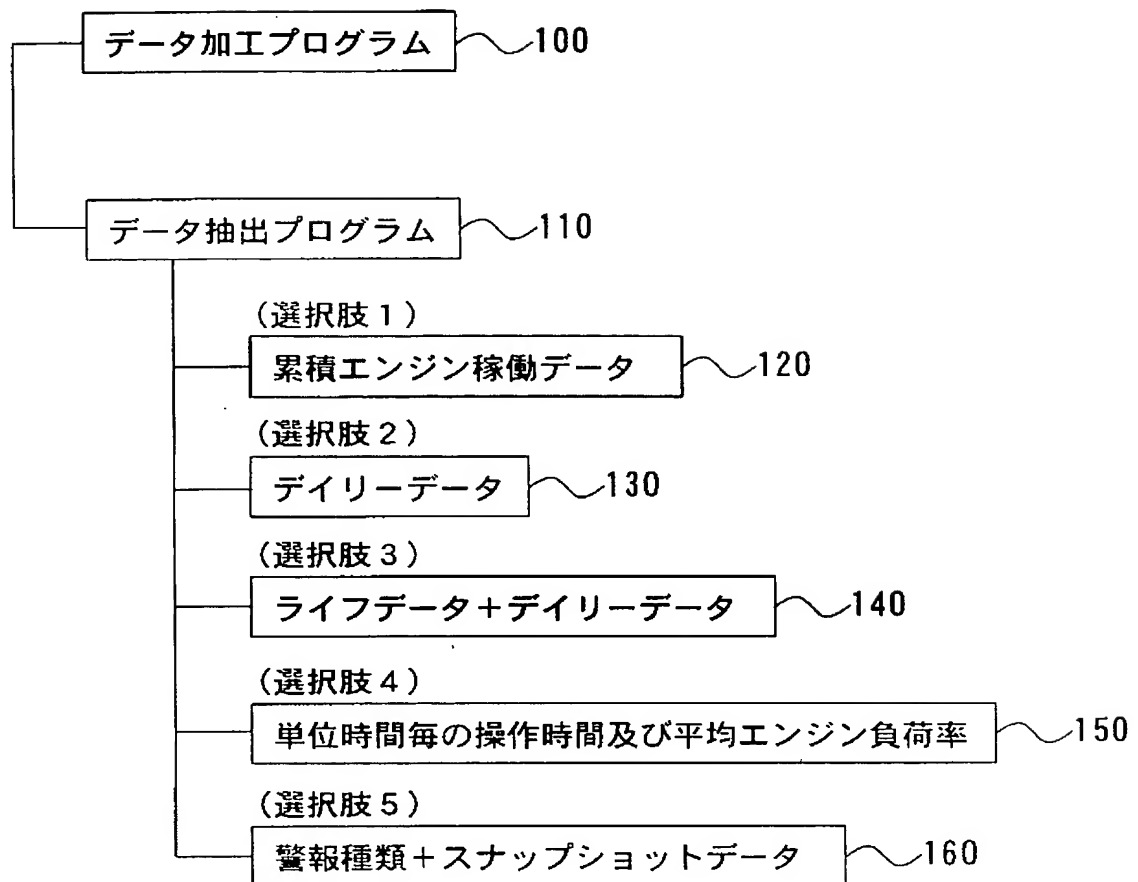 データ加工プログラム 100
データ抽出プログラム 110
(選択肢1)
累積エンジン稼働データ 120
(選択肢2)
デイリーデータ 130
(選択肢3)
ライフデータ+デイリーデータ 140
(選択肢4)
単位時間毎の操作時間及び平均エンジン負荷率 150
(選択肢5)
警報種類+スナップショットデータ 160